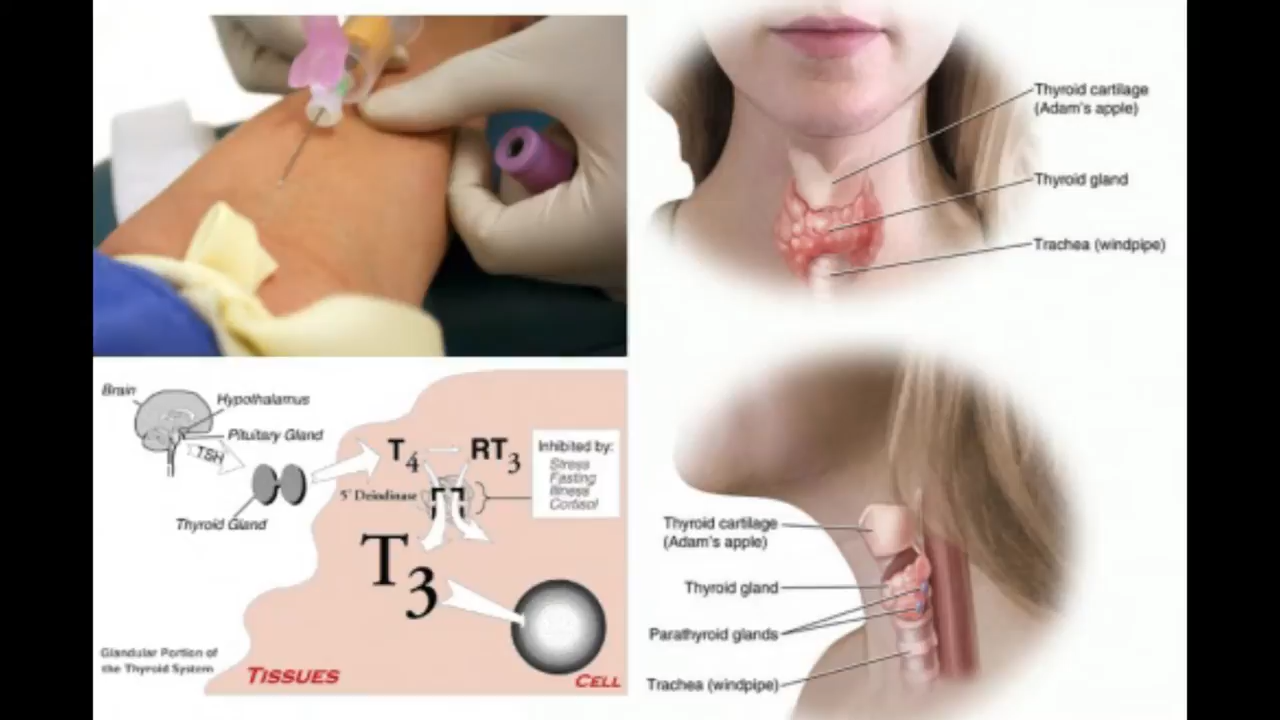 Thyroid cartilage
(Adam's apple)
Thyroid gland
Trachea (windpipe)
Brain
Hypothalamus
Pituitary Gland
TSH
Thyroid Gland
T4
RT3
5' Deiodinase
Inhibited by:
Stress
Fasting
Illness
Cortisol
T3
Glandular Portion of
the Thyroid System
TISSUES
CELL
Thyroid cartilage
(Adam's apple)
Thyroid gland
Parathyroid glands
Trachea (windpipe)